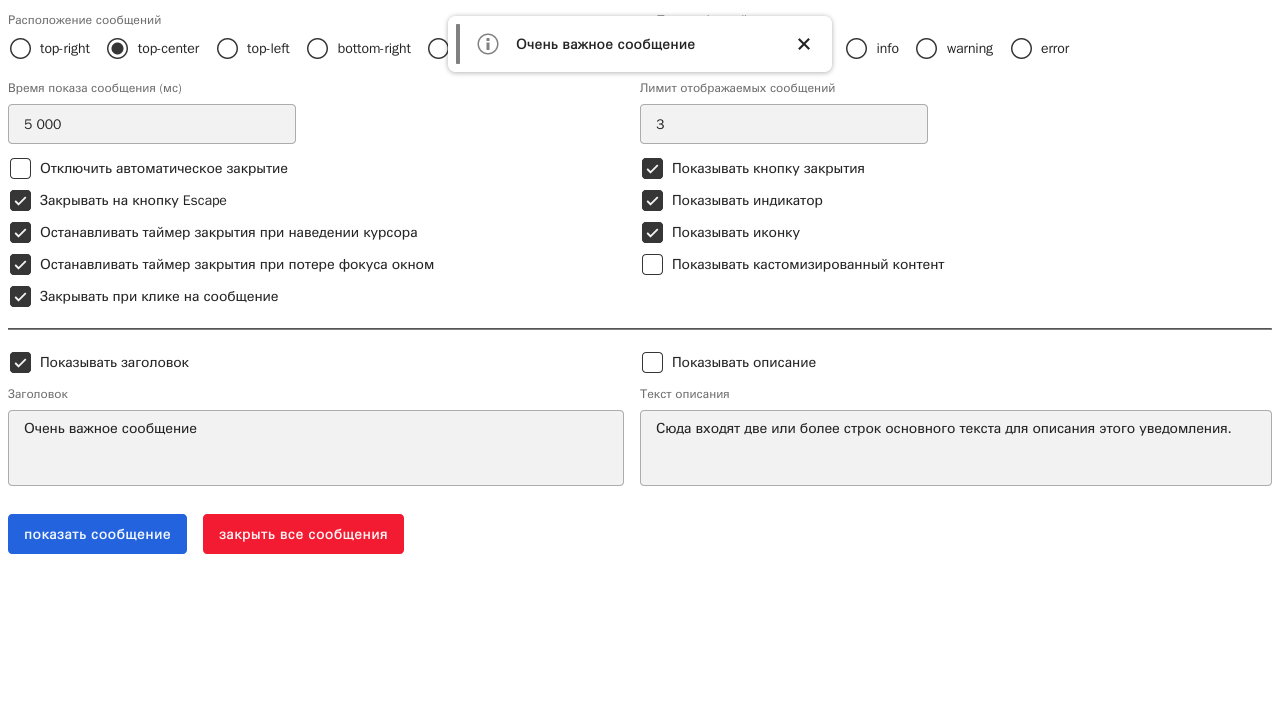 Расположение сообщений
top-right top-center top-left bottom-right info warning error
Очень важное сообщение
Время показа сообщения (мс)
Лимит отображаемых сообщений
5 000
3
Отключить автоматическое закрытие
Показывать кнопку закрытия
Закрывать на кнопку Escape
Показывать индикатор
Останавливать таймер закрытия при наведении курсора
Показывать иконку
Останавливать таймер закрытия при потере фокуса окном
Показывать кастомизированный контент
Закрывать при клике на сообщение
Показывать заголовок
Показывать описание
Заголовок
Текст описания
Очень важное сообщение
Сюда входят две или более строк основного текста для описания этого уведомления.
показать сообщение
закрыть все сообщения